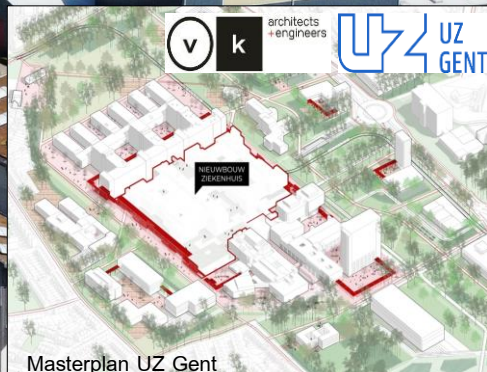 v k architects
+engineers
UZ UZ
GENT
NIEUWBOUW
ZIEKENHUIS
Masterplan UZ Gent